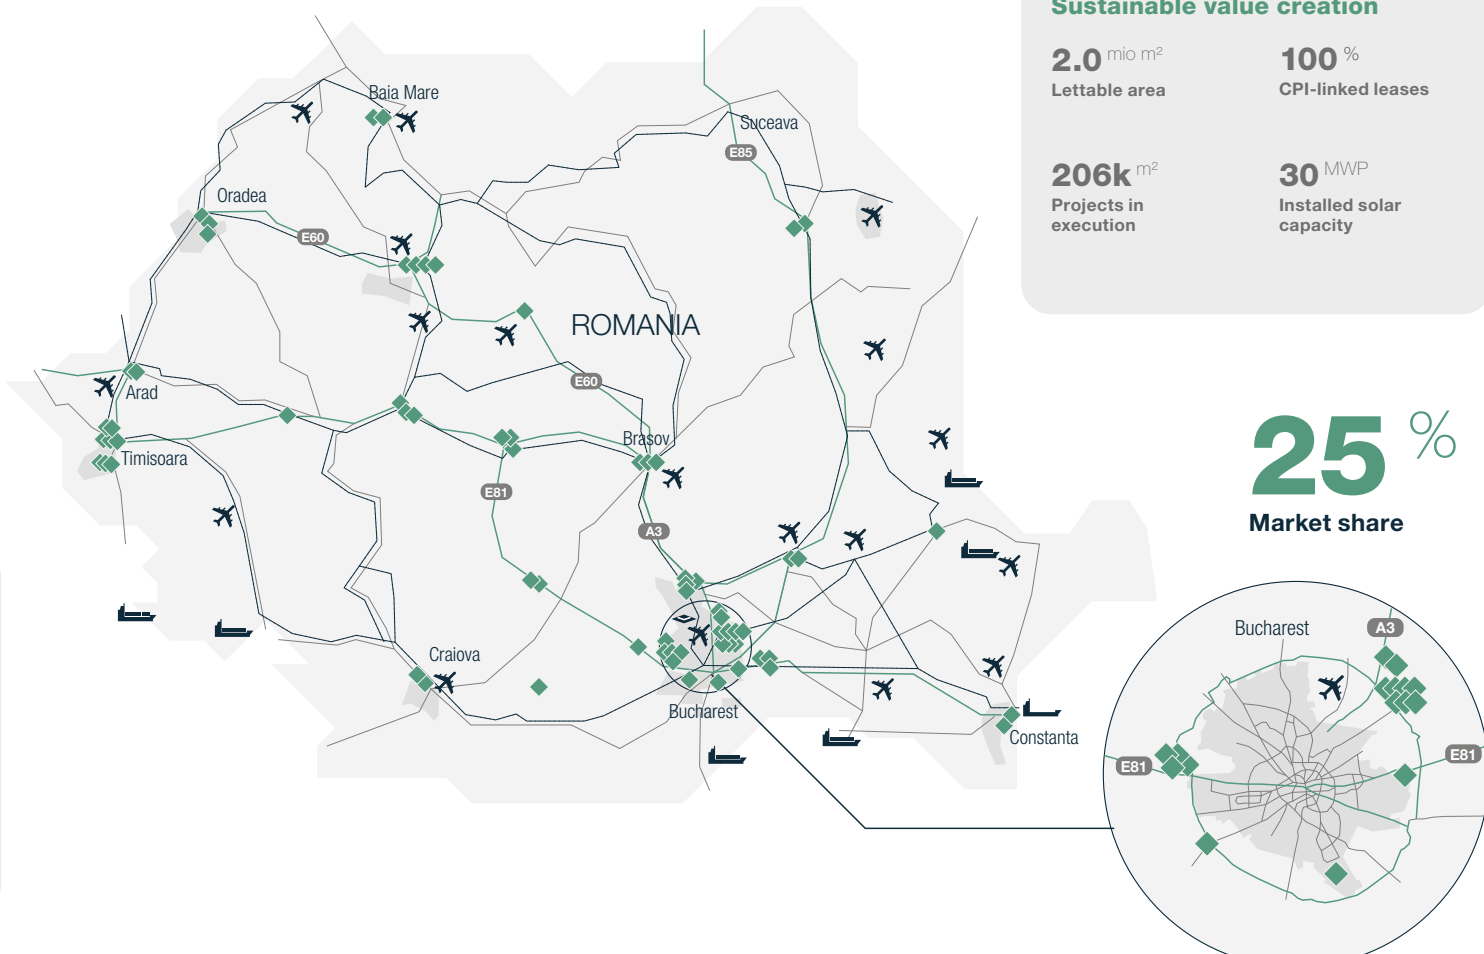 Sustainable value creation
2.0 mio m²
Lettable area
100 %
CPI-linked leases
206k m²
Projects in
execution
30 MWP
Installed solar
capacity
Baia Mare
Suceava
E85
Oradea
E60
ROMANIA
E60
Arad
Brasov
Timisoara
E81
A3
Craiova
Bucharest
Constanta
25 %
Market share
Bucharest
A3
E81
E81